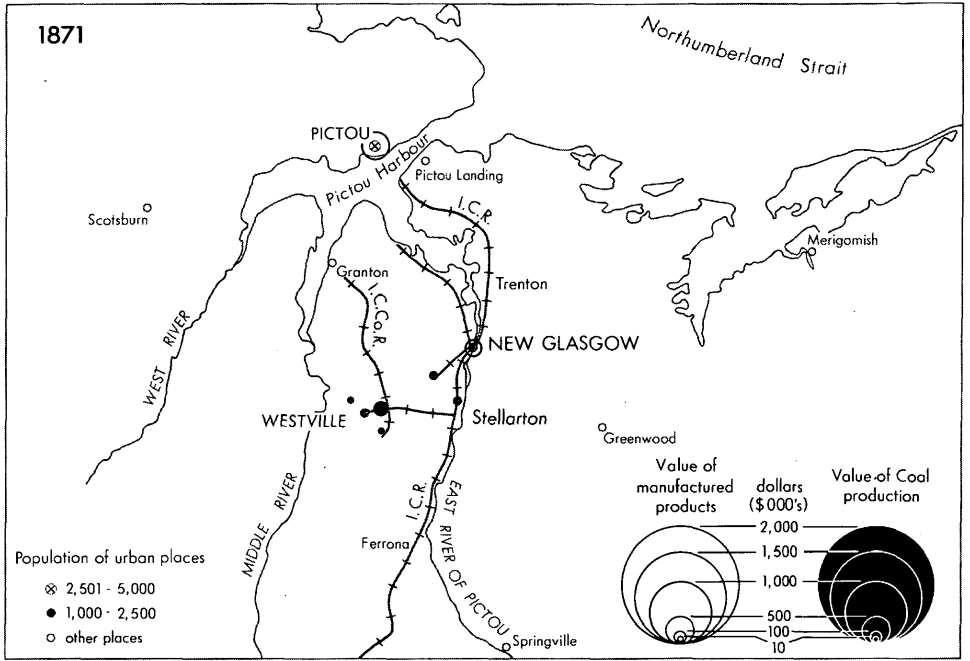 1871
Northumberland
Strait
PICTOU
Pictou Harbour
Pictou Landing
I.C.R.
Scotsburn
Merigomish
Granton
Trenton
I.C.Co.R.
NEW GLASGOW
WEST RIVER
WESTVILLE
Stellarton
Greenwood
I.C.R.
EAST RIVER OF PICTOU
MIDDLE RIVER
Ferrona
Springville
Population of urban places
2,501 - 5,000
1,000 - 2,500
other places
Value of
manufactured
products
dollars
($000's)
Value of Coal
production
2,000
1,500
1,000
500
100
10